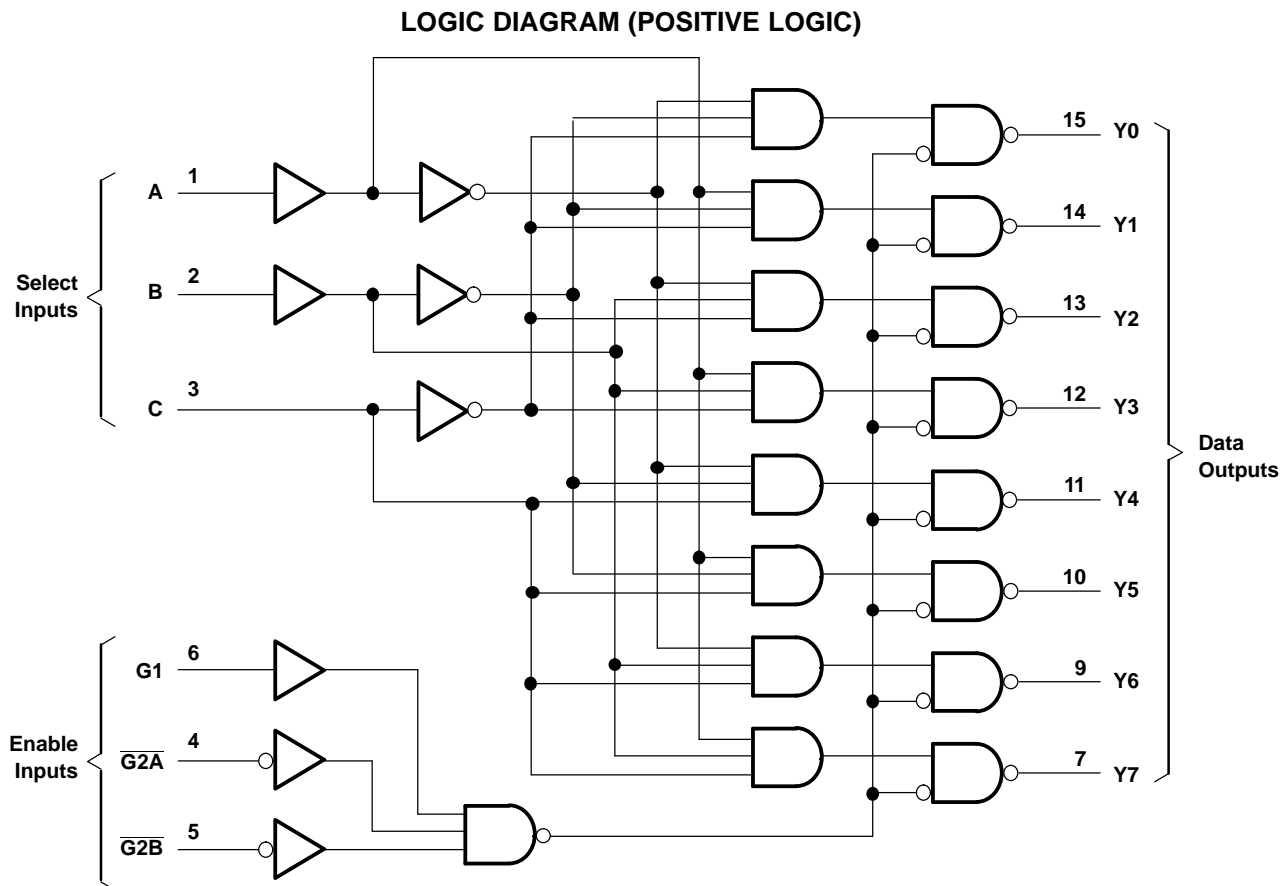 LOGIC DIAGRAM (POSITIVE LOGIC)
Select
Inputs
A 1
B 2
C 3
Enable
Inputs
G1 6
G2A 4
G2B 5
15 Y0
14 Y1
13 Y2
12 Y3
11 Y4
10 Y5
9 Y6
7 Y7
Data
Outputs